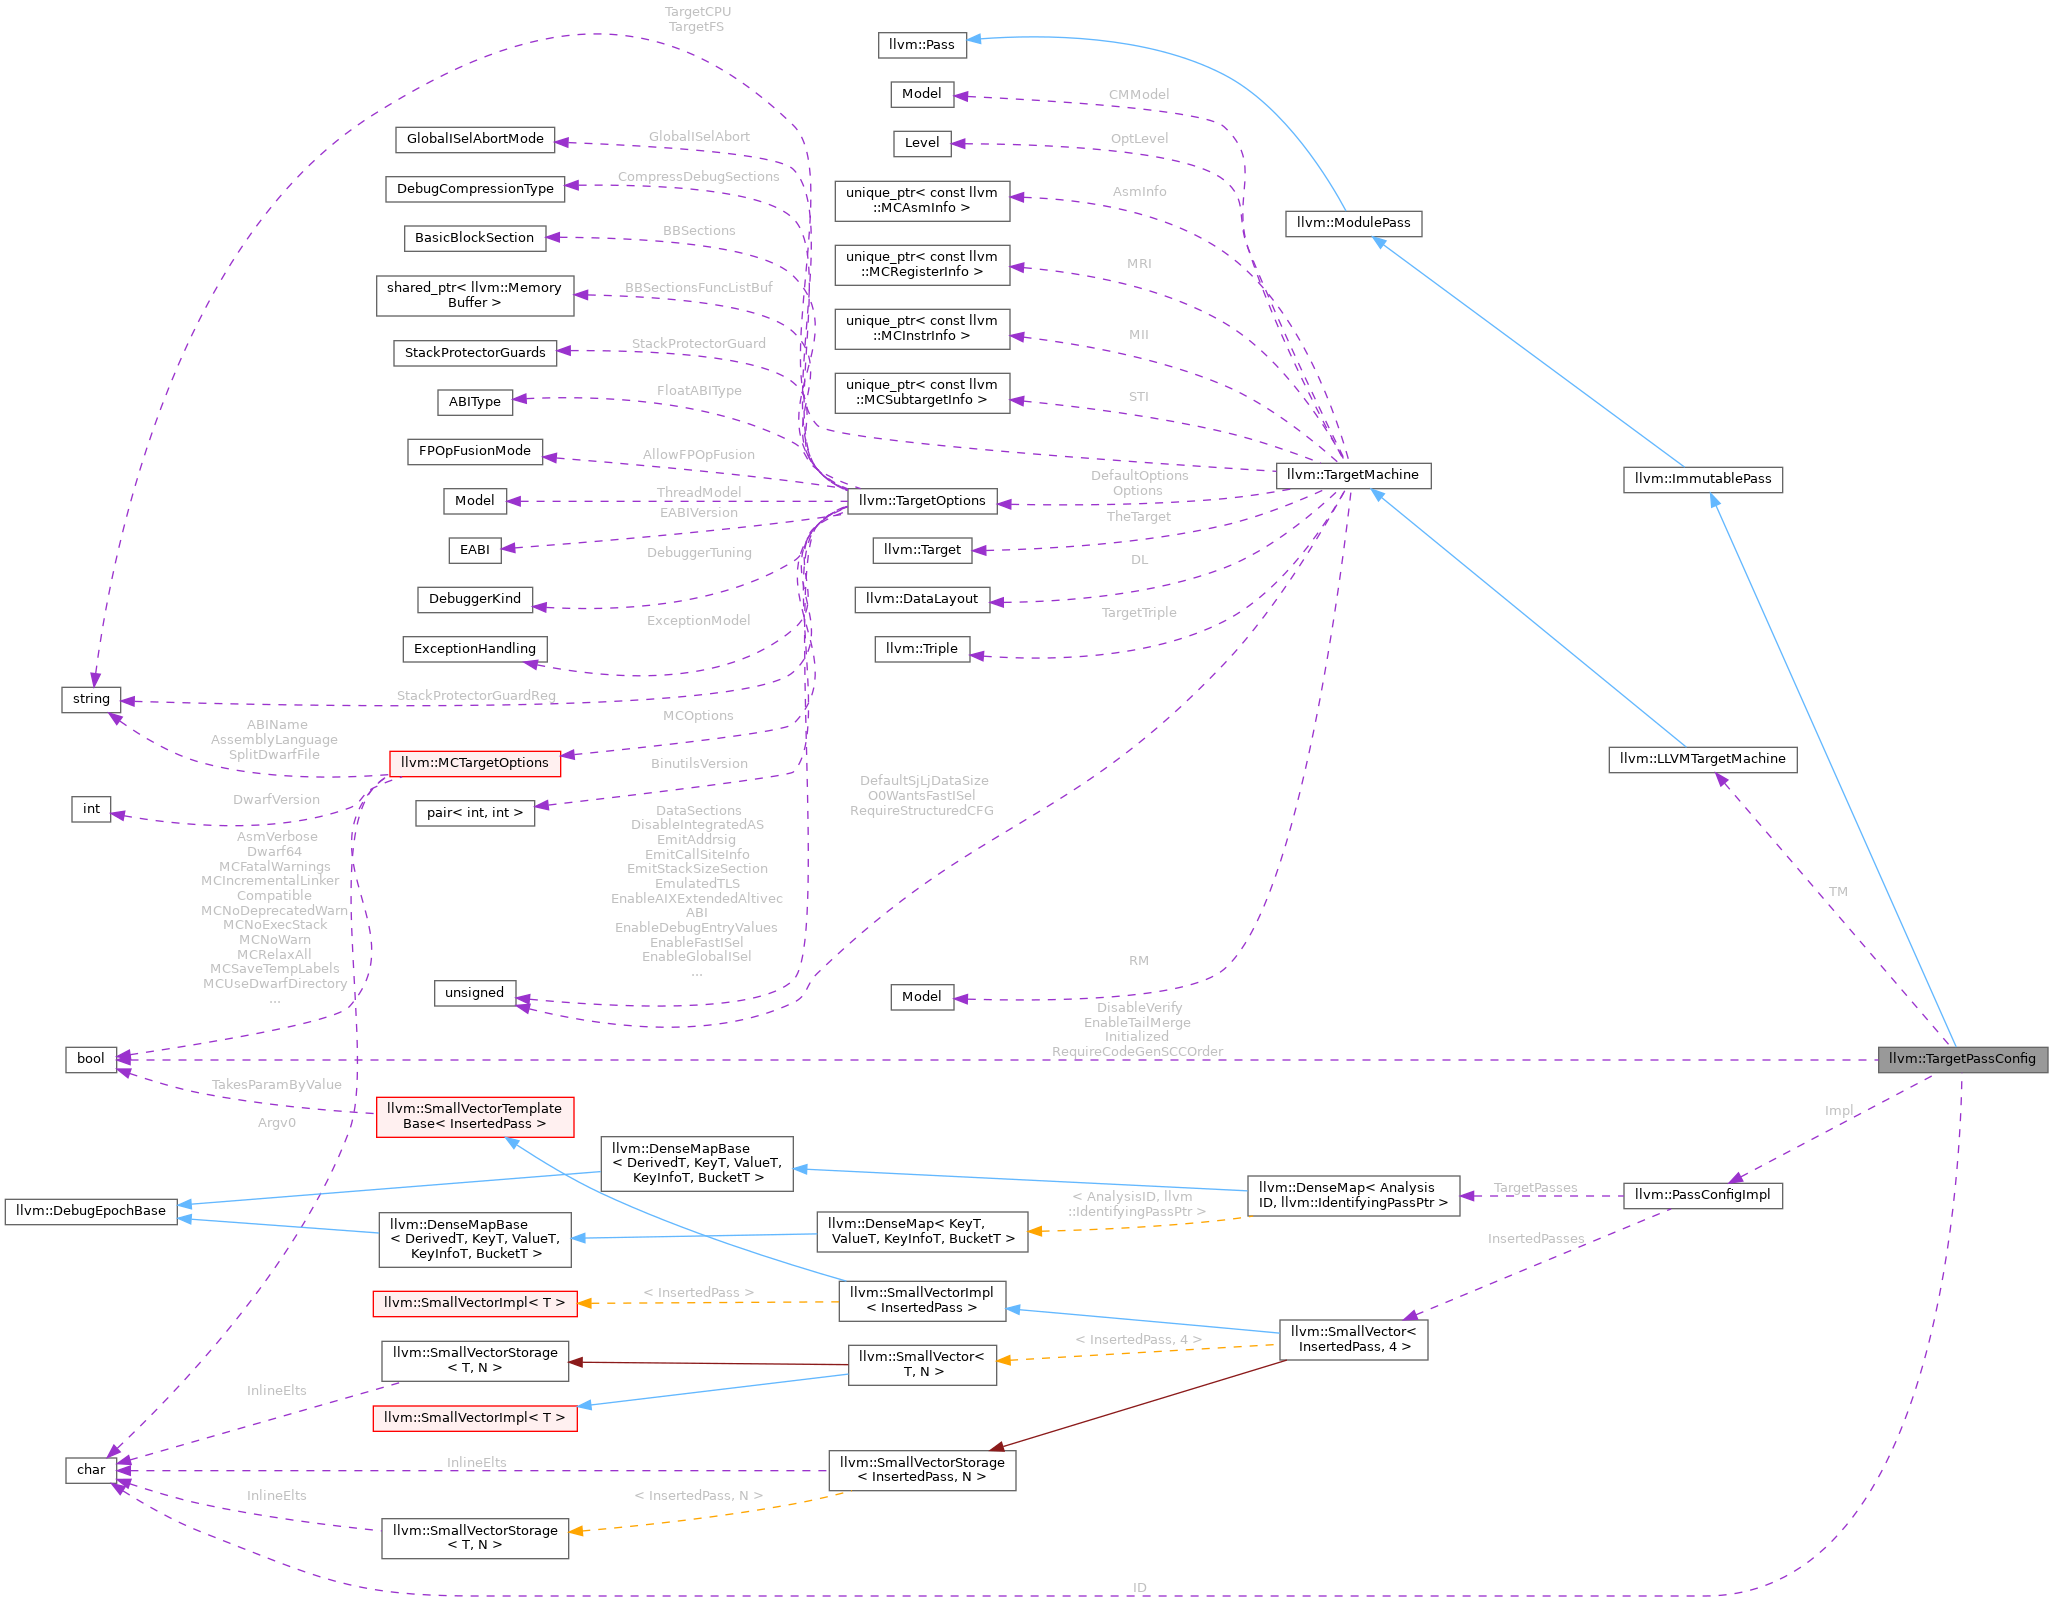 TargetCPU
TargetFS
llvm::Pass
Model
CMModel
GlobalISelAbortMode
GlobalISelAbort
Level
OptLevel
DebugCompressionType
CompressDebugSections
unique_ptr< const llvm
::MCAsmInfo >
AsmInfo
llvm::ModulePass
BasicBlockSection
BBSections
unique_ptr< const llvm
::MCRegisterInfo >
MRI
shared_ptr< llvm::Memory
Buffer >
BBSectionsFuncListBuf
unique_ptr< const llvm
::MCInstrInfo >
MII
StackProtectorGuards
StackProtectorGuard
unique_ptr< const llvm
::MCSubtargetInfo >
STI
ABIType
FloatABIType
FPOpFusionMode
AllowFPOpFusion
llvm::TargetMachine
llvm::ImmutablePass
DefaultOptions
Options
Model
ThreadModel
llvm::TargetOptions
EABIVersion
TheTarget
EABI
DebuggerTuning
llvm::Target
DL
DebuggerKind
llvm::DataLayout
TargetTriple
ExceptionModel
ExceptionHandling
llvm::Triple
string
StackProtectorGuardReg
MCOptions
ABIName
AssemblyLanguage
SplitDwarfFile
llvm::MCTargetOptions
BinutilsVersion
llvm::LLVMTargetMachine
DwarfVersion
int
pair< int, int >
DefaultSjLjDataSize
O0WantsFastISel
RequireStructuredCFG
DataSections
DisableIntegratedAS
EmitAddrsig
EmitCallSiteInfo
EmitStackSizeSection
EmulatedTLS
EnableAIXExtendedAltivec
ABI
EnableDebugEntryValues
EnableFastISel
EnableGlobalISel
...
AsmVerbose
Dwarf64
MCFatalWarnings
MCIncrementalLinker
Compatible
MCNoDeprecatedWarn
MCNoExecStack
MCNoWarn
MCRelaxAll
MCSaveTempLabels
MCUseDwarfDirectory
...
TM
RM
unsigned
Model
DisableVerify
EnableTailMerge
Initialized
RequireCodeGenSCCOrder
bool
llvm::TargetPassConfig
TakesParamByValue
Argv0
llvm::SmallVectorTemplate
Base< InsertedPass >
Impl
llvm::DenseMapBase
< DerivedT, KeyT, ValueT,
KeyInfoT, BucketT >
llvm::DenseMap< Analysis
ID, llvm::IdentifyingPassPtr >
TargetPasses
llvm::PassConfigImpl
< AnalysisID, llvm
::IdentifyingPassPtr >
llvm::DebugEpochBase
llvm::DenseMapBase
< DerivedT, KeyT, ValueT,
KeyInfoT, BucketT >
llvm::DenseMap< KeyT,
ValueT, KeyInfoT, BucketT >
InsertedPasses
llvm::SmallVectorImpl< T >
< InsertedPass >
llvm::SmallVectorImpl
< InsertedPass >
llvm::SmallVector<
InsertedPass, 4 >
< InsertedPass, 4 >
llvm::SmallVectorStorage
< T, N >
llvm::SmallVector<
T, N >
InlineElts
llvm::SmallVectorImpl< T >
char
InlineElts
llvm::SmallVectorStorage
< InsertedPass, N >
InlineElts
< InsertedPass, N >
llvm::SmallVectorStorage
< T, N >
ID